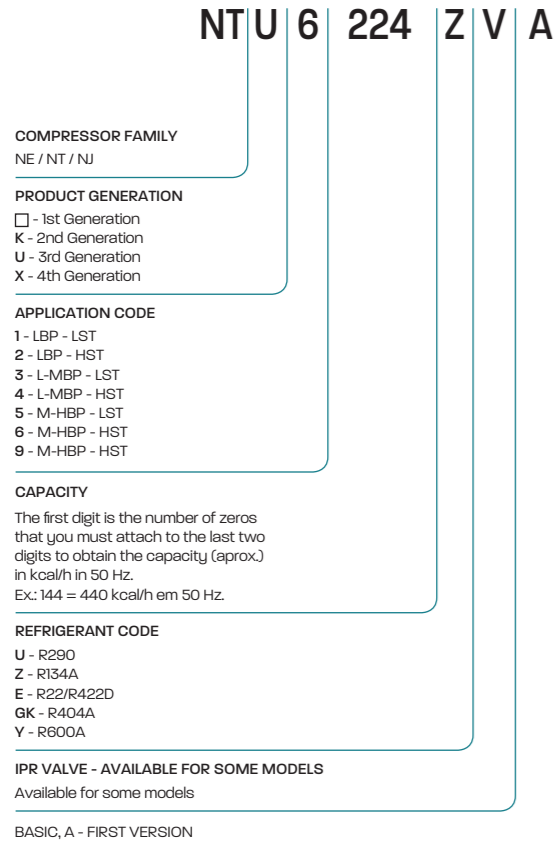 NT U 6 224 Z V A
COMPRESSOR FAMILY
NE / NT / NJ
PRODUCT GENERATION
□ - 1st Generation
K - 2nd Generation
U - 3rd Generation
X - 4th Generation
APPLICATION CODE
1 - LBP - LST
2 - LBP - HST
3 - L-MBP - LST
4 - L-MBP - HST
5 - M-HBP - LST
6 - M-HBP - HST
9 - M-HBP - HST
CAPACITY
The first digit is the number of zeros
that you must attach to the last two
digits to obtain the capacity (aprox.)
in kcal/h in 50 Hz.
Ex.: 144 = 440 kcal/h em 50 Hz.
REFRIGERANT CODE
U - R290
Z - R134A
E - R22/R422D
GK - R404A
Y - R600A
IPR VALVE - AVAILABLE FOR SOME MODELS
Available for some models
BASIC, A - FIRST VERSION